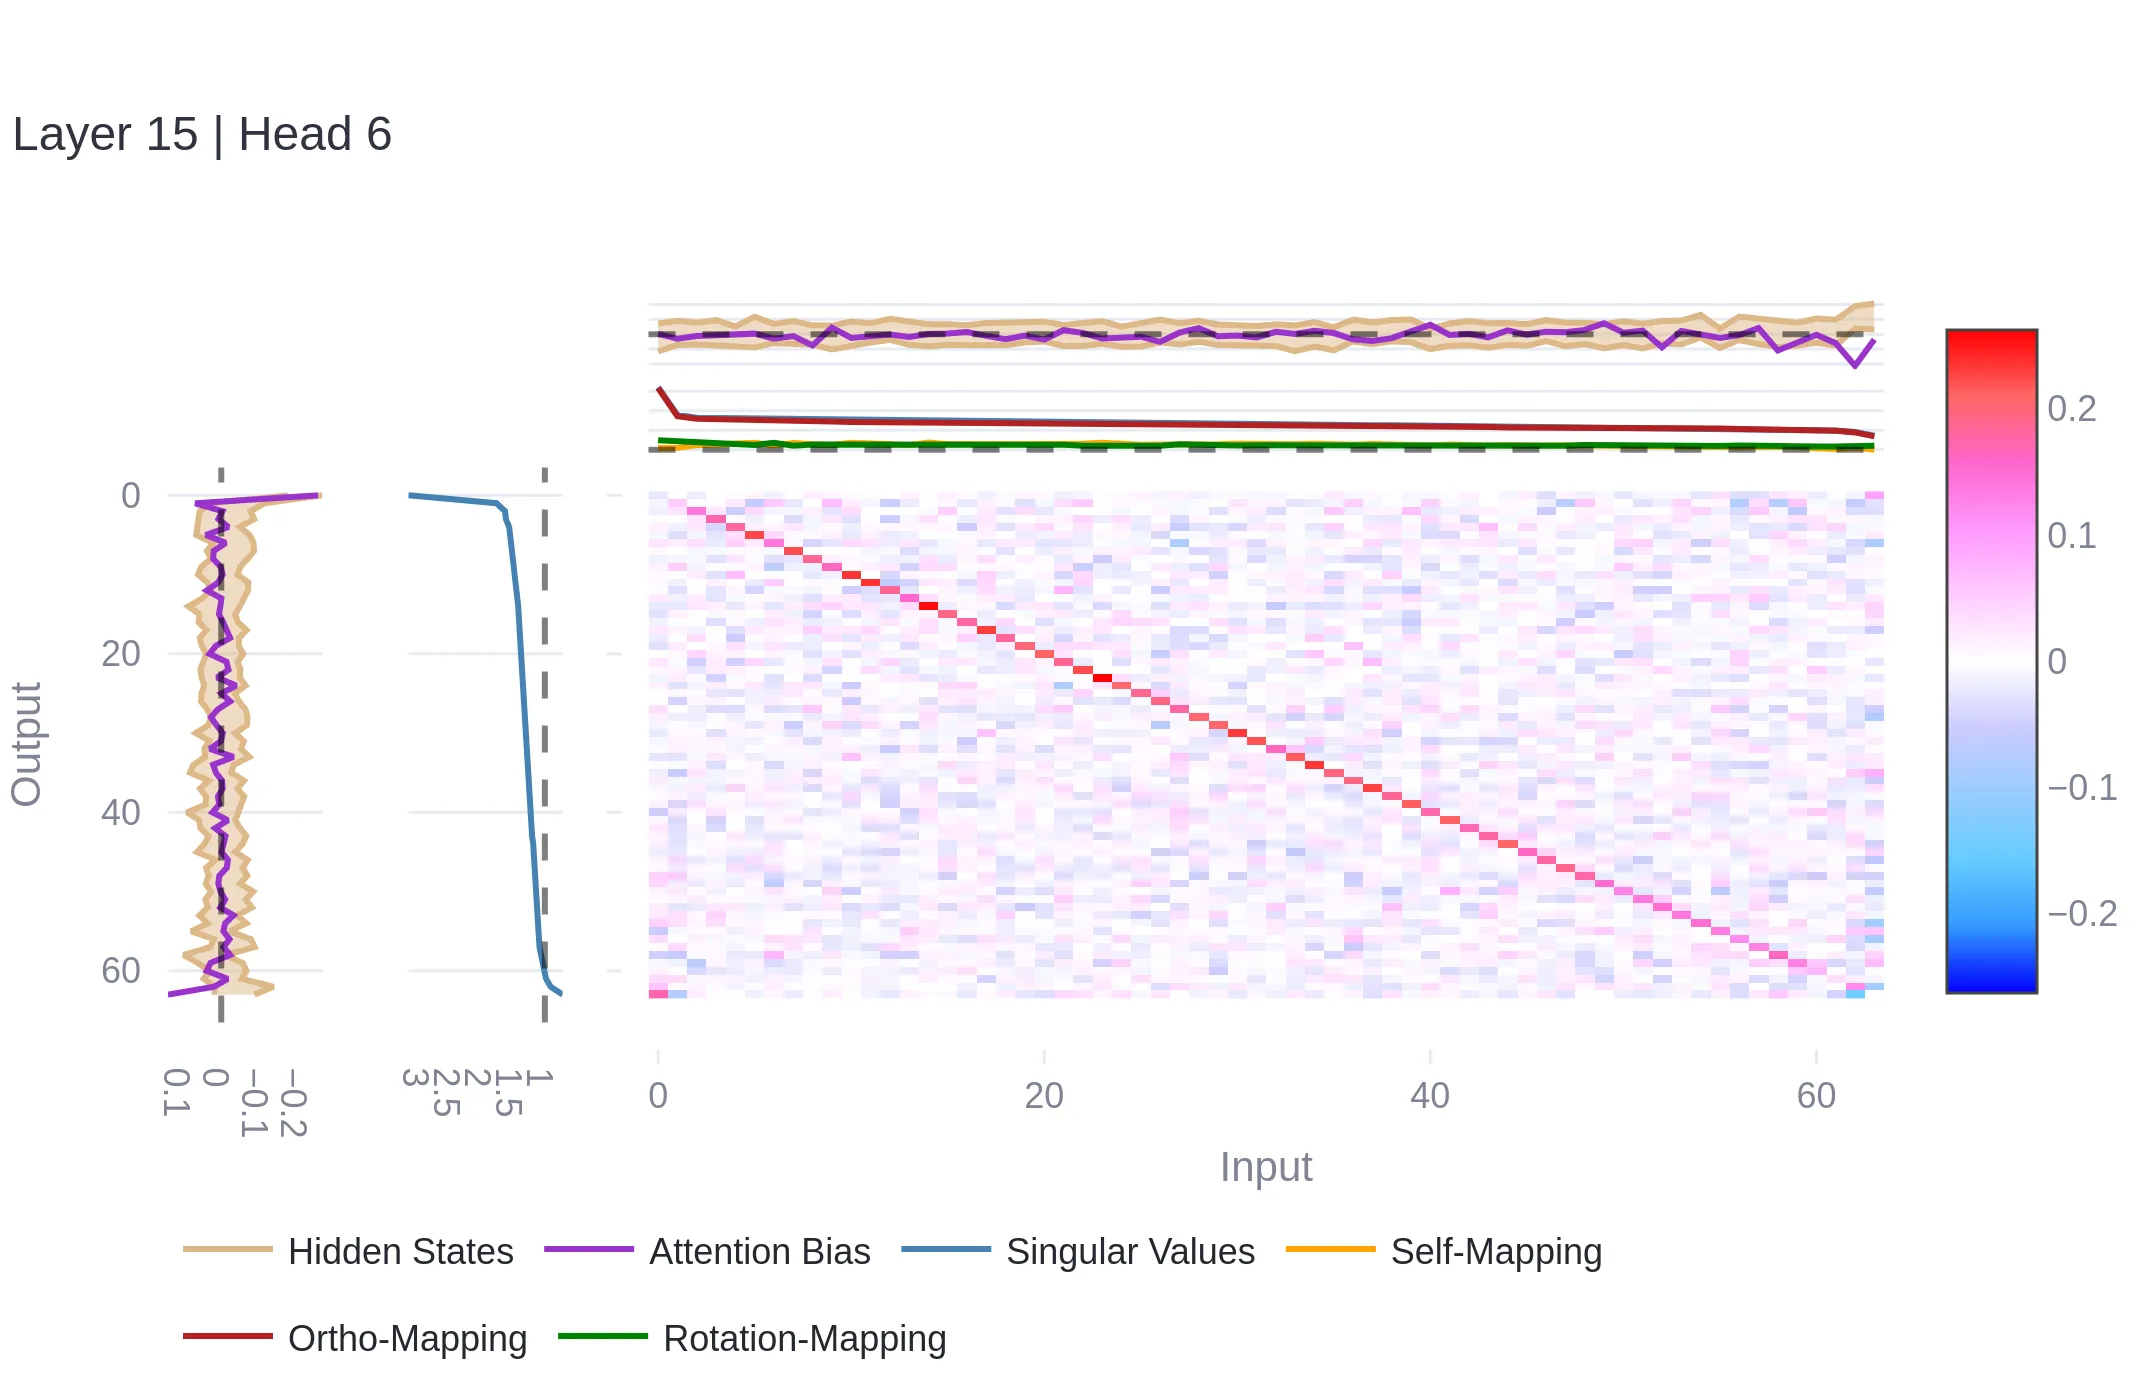 Layer 15 | Head 6
0
20
40
60
Output
0.1
0
−0.1
−0.2
3
2.5
2
1.5
1
0
20
40
60
Input
0.2
0.1
0
−0.1
−0.2
Hidden States
Attention Bias
Singular Values
Self-Mapping
Ortho-Mapping
Rotation-Mapping